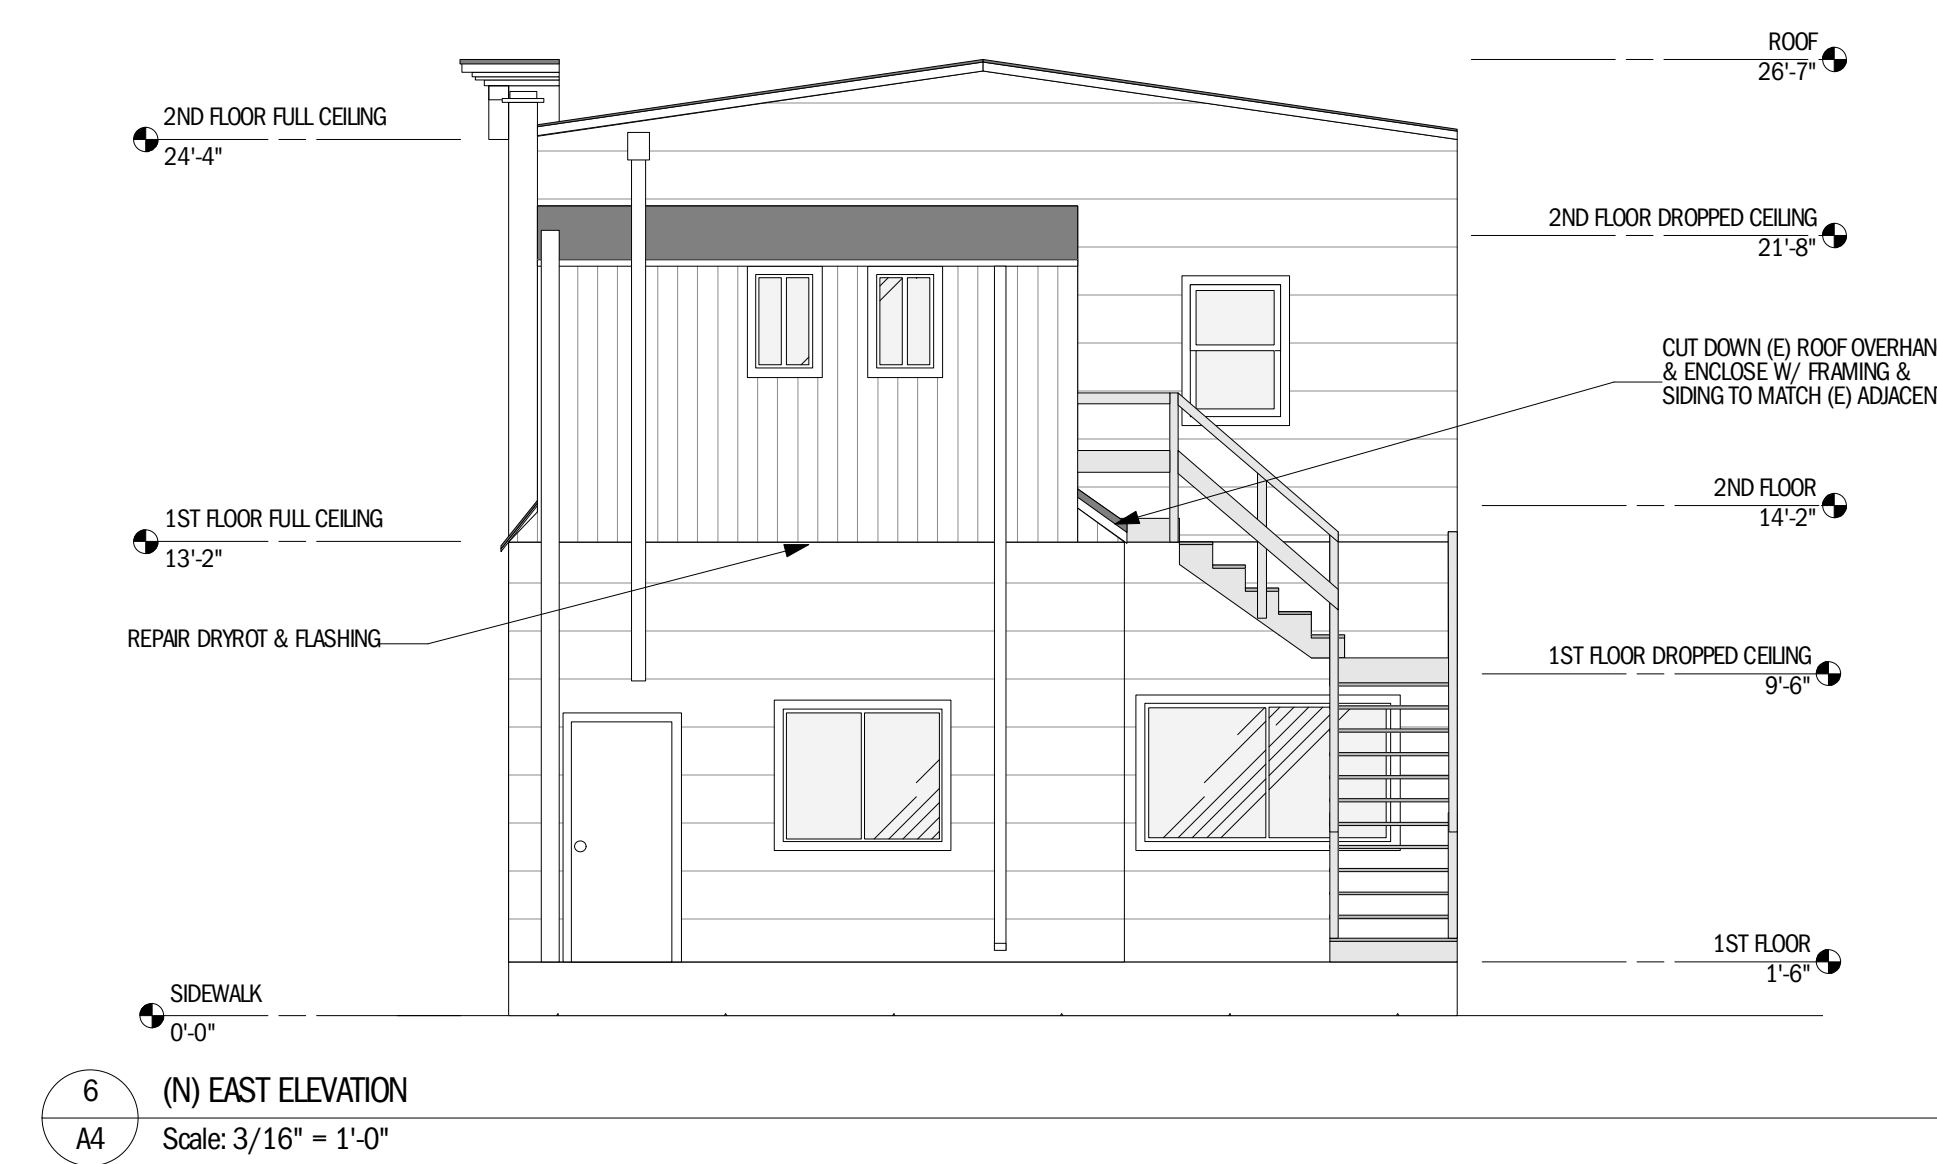 ROOF
26'-7"
2ND FLOOR FULL CEILING
24'-4"
2ND FLOOR DROPPED CEILING
21'-8"
CUT DOWN (E) ROOF OVERHAN
& ENCLOSE W/ FRAMING &
SIDING TO MATCH (E) ADJACEN
2ND FLOOR
14'-2"
1ST FLOOR FULL CEILING
13'-2"
REPAIR DRYROT & FLASHING
1ST FLOOR DROPPED CEILING
9'-6"
1ST FLOOR
1'-6"
SIDEWALK
0'-0"
6
(N) EAST ELEVATION
A4
Scale: 3/16" = 1'-0"